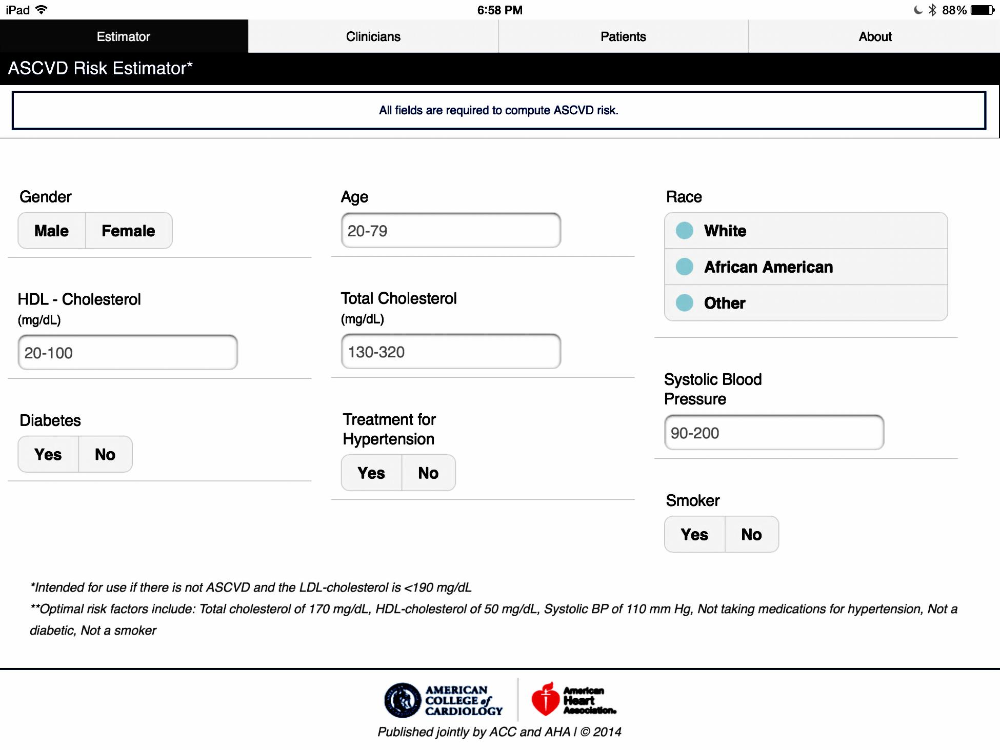 iPad
6:58 PM
88%
Estimator
Clinicians
Patients
About
ASCVD Risk Estimator*
All fields are required to compute ASCVD risk.
Gender
Male
Female
Age
20-79
Race
White
African American
Other
HDL - Cholesterol
(mg/dL)
20-100
Total Cholesterol
(mg/dL)
130-320
Systolic Blood
Pressure
90-200
Diabetes
Yes
No
Treatment for
Hypertension
Yes
No
Smoker
Yes
No
*Intended for use if there is not ASCVD and the LDL-cholesterol is <190 mg/dL
**Optimal risk factors include: Total cholesterol of 170 mg/dL, HDL-cholesterol of 50 mg/dL, Systolic BP of 110 mm Hg, Not taking medications for hypertension, Not a
diabetic, Not a smoker
AMERICAN
COLLEGE of
CARDIOLOGY
American
Heart
Association®
Published jointly by ACC and AHA | © 2014